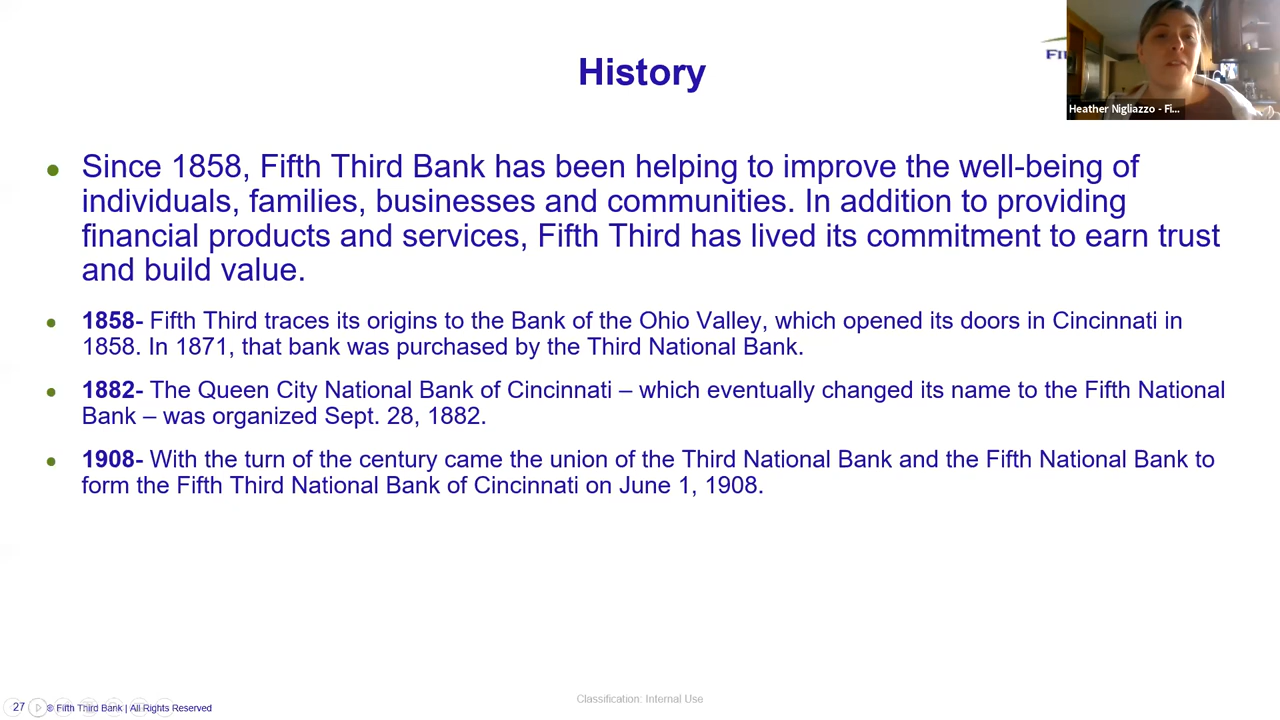 History
FI
Heather Nigliazzo - Fi...
Since 1858, Fifth Third Bank has been helping to improve the well-being of
individuals, families, businesses and communities. In addition to providing
financial products and services, Fifth Third has lived its commitment to earn trust
and build value.
1858- Fifth Third traces its origins to the Bank of the Ohio Valley, which opened its doors in Cincinnati in
1858. In 1871, that bank was purchased by the Third National Bank.
1882- The Queen City National Bank of Cincinnati – which eventually changed its name to the Fifth National
Bank – was organized Sept. 28, 1882.
1908- With the turn of the century came the union of the Third National Bank and the Fifth National Bank to
form the Fifth Third National Bank of Cincinnati on June 1, 1908.
Classification: Internal Use
27 © Fifth Third Bank | All Rights Reserved